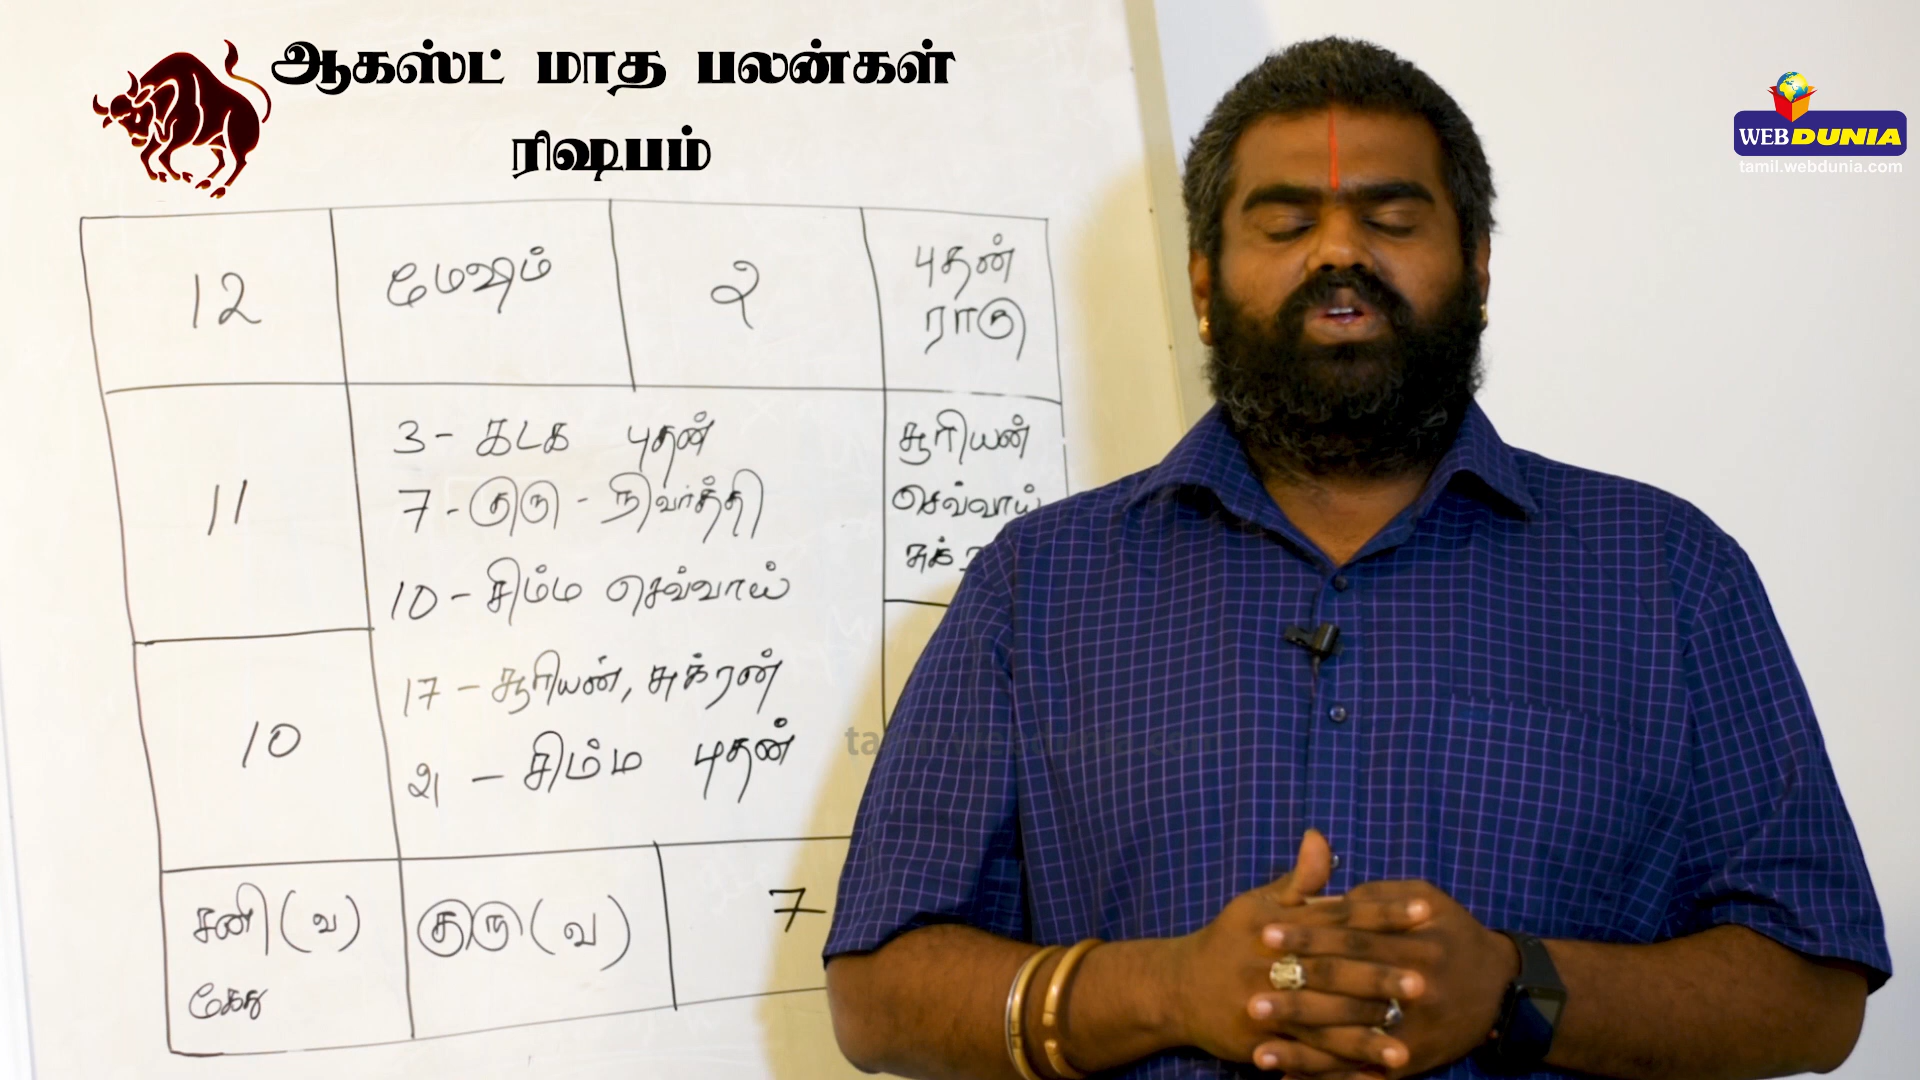 ஆகஸ்ட் மாத பலன்கள்
ரிஷபம்
WEBDUNIA
tamil.webdunia.com
12
மேஷம்
2
புதன்
ராகு
11
3 - கடக புதன்
7 - குரு - நிவர்த்தி
10 - சிம்ம செவ்வாய்
17 - சூரியன், சுக்ரன்
21 - சிம்ம புதன்
சூரியன்
செவ்வாய்
10
சனி (வ)
கேது
குரு (வ)
7